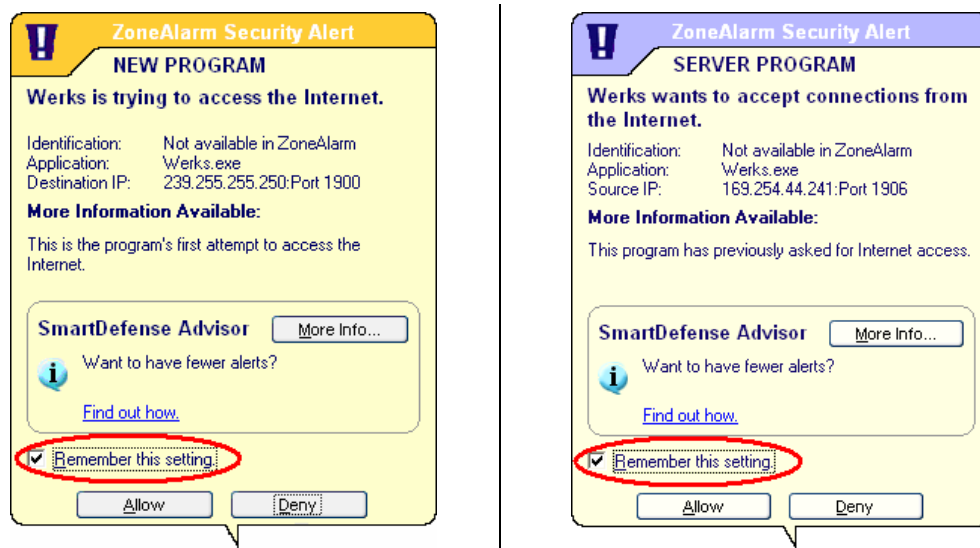 ZoneAlarm Security Alert
NEW PROGRAM
Werks is trying to access the Internet.
Identification: Not available in ZoneAlarm
Application: Werks.exe
Destination IP: 239.255.255.250:Port 1900
More Information Available:
This is the program's first attempt to access the
Internet.
SmartDefense Advisor More Info...
Want to have fewer alerts?
Find out how.
Remember this setting.
Allow Deny
ZoneAlarm Security Alert
SERVER PROGRAM
Werks wants to accept connections from
the Internet.
Identification: Not available in ZoneAlarm
Application: Werks.exe
Source IP: 169.254.44.241:Port 1906
More Information Available:
This program has previously asked for Internet access.
SmartDefense Advisor More Info...
Want to have fewer alerts?
Find out how.
Remember this setting.
Allow Deny